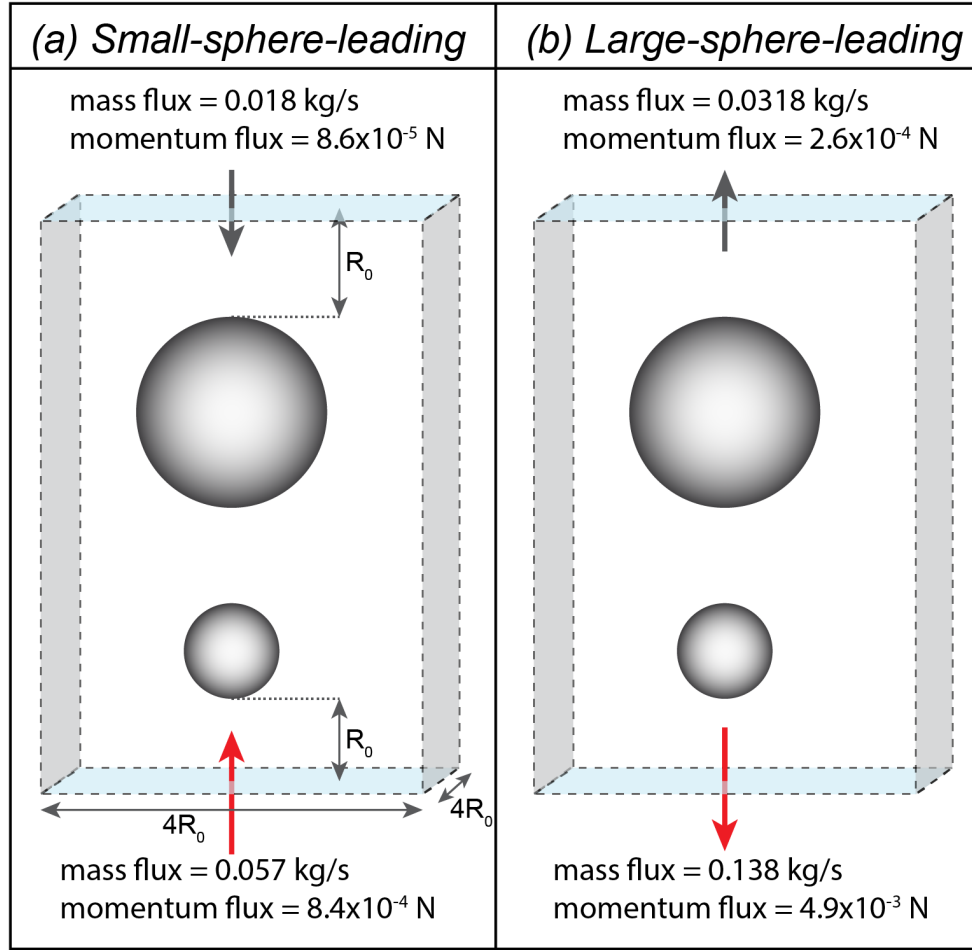 (a) Small-sphere-leading
mass flux = 0.018 kg/s
momentum flux = 8.6x10⁻⁵ N
R₀
R₀
4R₀
4R₀
mass flux = 0.057 kg/s
momentum flux = 8.4x10⁻⁴ N
(b) Large-sphere-leading
mass flux = 0.0318 kg/s
momentum flux = 2.6x10⁻⁴ N
mass flux = 0.138 kg/s
momentum flux = 4.9x10⁻³ N